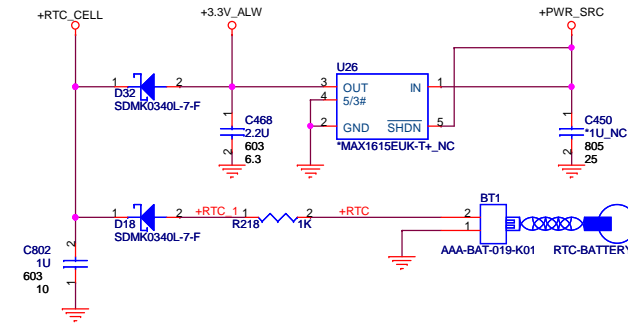 +RTC_CELL
+3.3V_ALW
+PWR_SRC
U26
1
2
3
OUT
IN
1
D32
SDMK0340L-7-F
4
5/3#
2
GND
SHDN
5
1
C468
2.2U
603
6.3
2
*MAX1615EUK-T+_NC
1
C450
*1U_NC
805
25
2
1
2
+RTC_1
1
2
+RTC
BT1
2
1
D18
SDMK0340L-7-F
R218
1K
AAA-BAT-019-K01
RTC-BATTERY
C802
1U
603
10
2
1